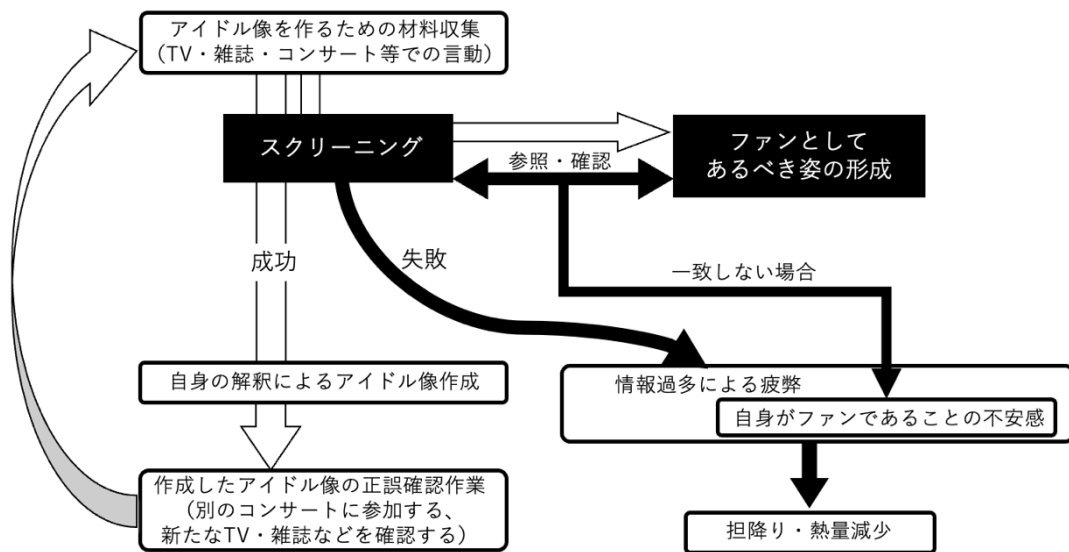 アイドル像を作るための材料収集
（TV・雑誌・コンサート等での言動）
スクリーニング
参照・確認
ファンとして
あるべき姿の形成
成功
失敗
一致しない場合
自身の解釈によるアイドル像作成
情報過多による疲弊
自身がファンであることの不安感
作成したアイドル像の正誤確認作業
（別のコンサートに参加する、
新たなTV・雑誌などを確認する）
担降り・熱量減少